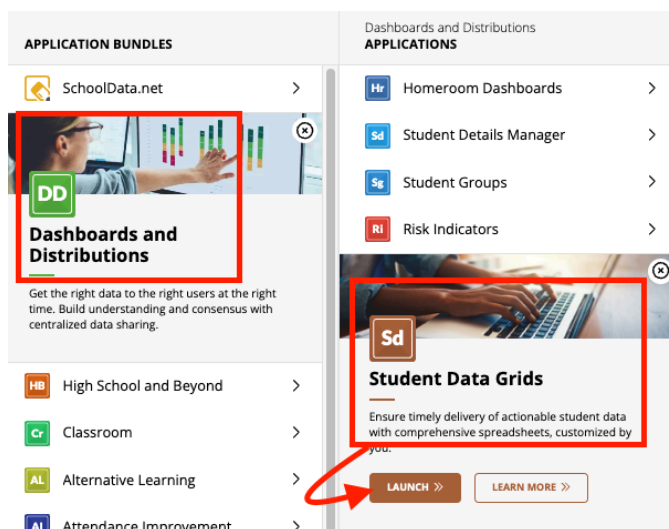 APPLICATION BUNDLES
SchoolData.net
DD
Dashboards and
Distributions
Get the right data to the right users at the right
time. Build understanding and consensus with
centralized data sharing.
HB High School and Beyond
Cr Classroom
AL Alternative Learning
AI Attendance Improvement
Dashboards and Distributions
APPLICATIONS
Hr Homeroom Dashboards
Sd Student Details Manager
Sg Student Groups
Ri Risk Indicators
Sd
Student Data Grids
Ensure timely delivery of actionable student data
with comprehensive spreadsheets, customized by
you.
LAUNCH
LEARN MORE